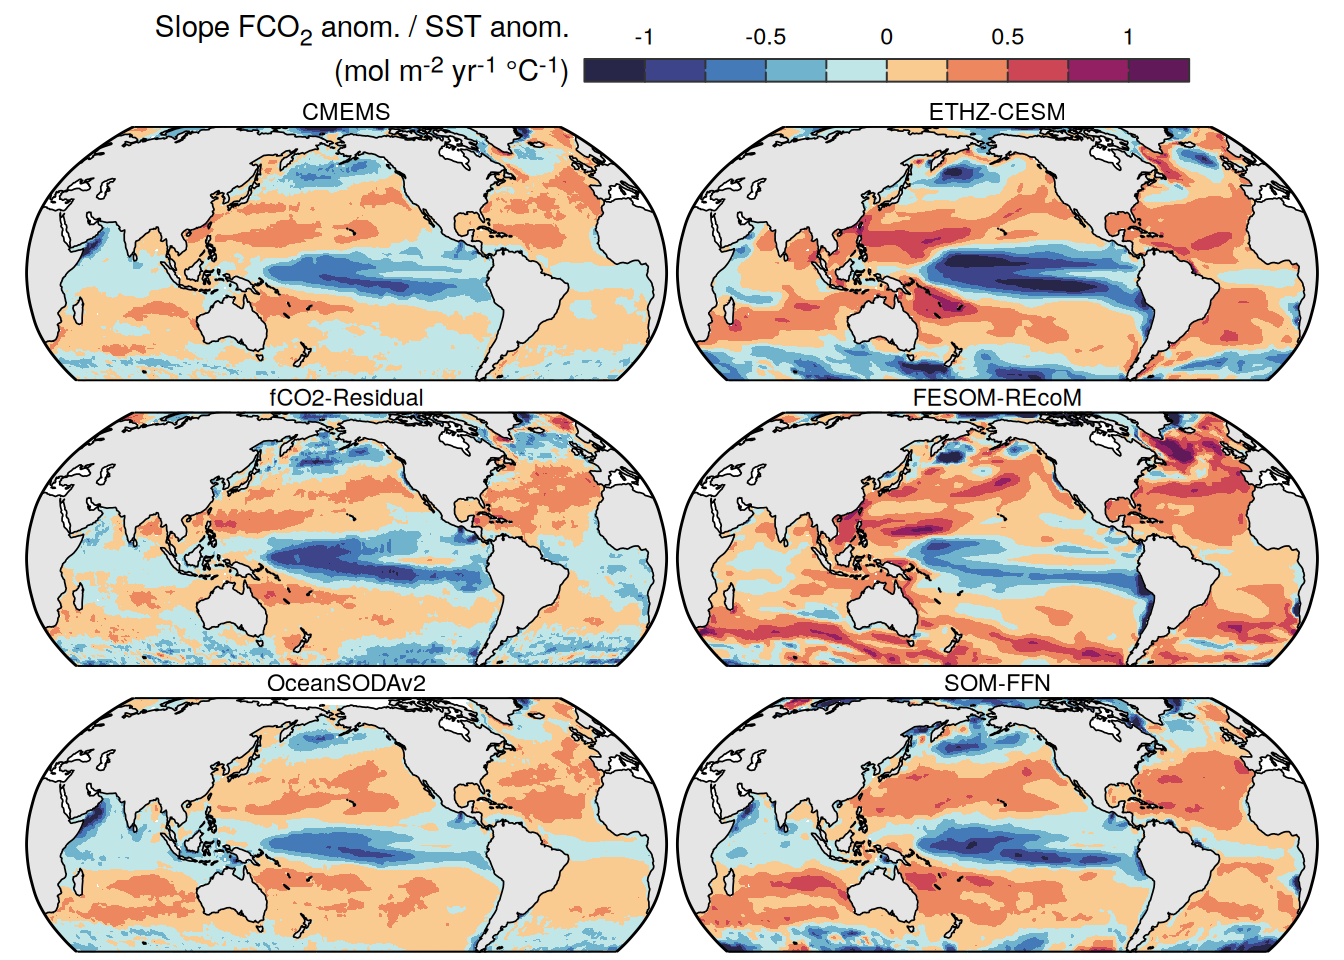 Slope FCO₂ anom. / SST anom.
(mol m⁻² yr⁻¹ °C⁻¹)
-1 -0.5 0 0.5 1
CMEMS ETHZ-CESM
fCO2-Residual FESOM-REcoM
OceanSODAv2 SOM-FFN